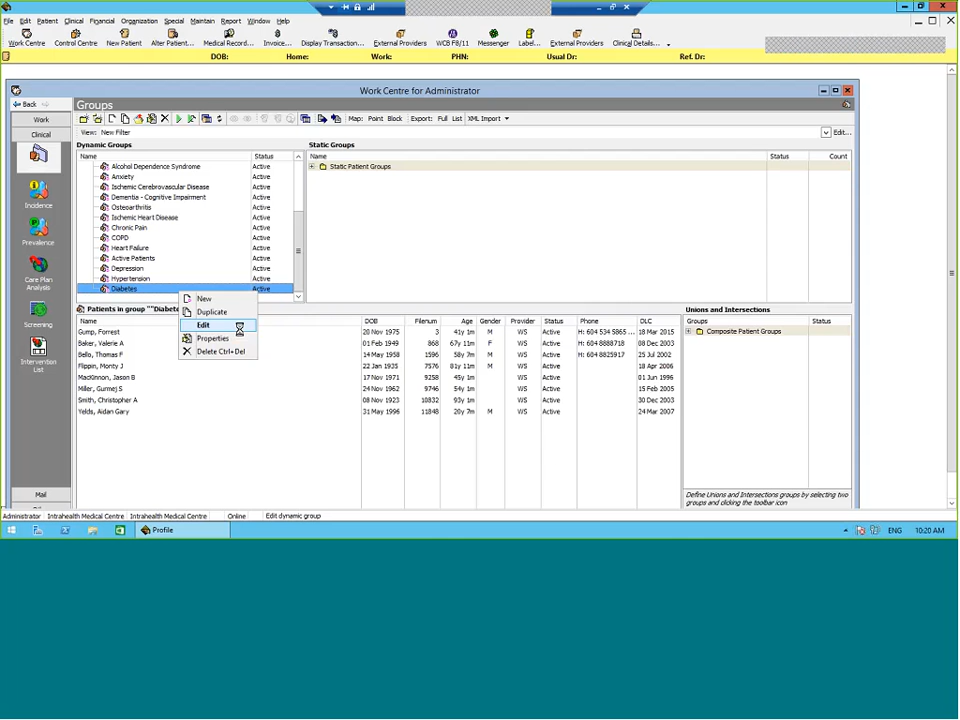 File Edit Patient Clinical Financial Organization Special Maintain Report Window Help
Work Centre Control Centre New Patient Alter Patient... Medical Record... Invoice... Display Transaction... External Providers WCB F8/11 Messenger Label... External Providers Clinical Details...
DOB: Home: Work: PHN: Usual Dr: Ref. Dr:
Work Centre for Administrator
Back Groups
Work
Clinical
Incidence
Prevalence
Care Plan
Analysis
Screening
Intervention
List
Mail
Map: Point Block Export: Full List XML Import
View: New Filter Edit...
Dynamic Groups
Name Status
Alcohol Dependence Syndrome Active
Anxiety Active
Ischemic Cerebrovascular Disease Active
Dementia - Cognitive Impairment Active
Osteoarthritis Active
Ischemic Heart Disease Active
Chronic Pain Active
COPD Active
Heart Failure Active
Active Patients Active
Depression Active
Hypertension Active
Diabetes Active
Static Groups
Name Status Count
Static Patient Groups
New
Duplicate
Edit
Properties
Delete Ctrl+Del
Patients in group ""Diabete
Name DOB Filenum Age Gender Provider Status Phone DLC
Gump, Forrest 20 Nov 1975 3 41y 1m M WS Active H: 604 534 5865 ... 18 Mar 2015
Baker, Valerie A 01 Feb 1949 868 67y 1m F WS Active H: 604 8888718 08 Dec 2003
Bello, Thomas F 14 May 1958 1596 58y 7m M WS Active H: 604 8825917 25 Jul 2002
Flippin, Monty J 22 Jan 1935 7576 81y 11m M WS Active 18 Apr 2006
MacKinnon, Jason B 17 Nov 1971 9258 45y 1m WS Active 01 Jun 1996
Miller, Gurmej S 24 Nov 1962 9746 54y 1m WS Active 15 Feb 2005
Smith, Christopher A 08 Nov 1923 10832 93y 1m WS Active 30 Dec 2003
Yelds, Aidan Gary 31 May 1996 11848 20y 7m M WS Active 24 Mar 2007
Unions and Intersections
Groups Status
Composite Patient Groups
Define Unions and Intersections groups by selecting two
groups and clicking the toolbar icon
Administrator Intrahealth Medical Centre Intrahealth Medical Centre Online Edit dynamic group
Profile ENG 10:20 AM